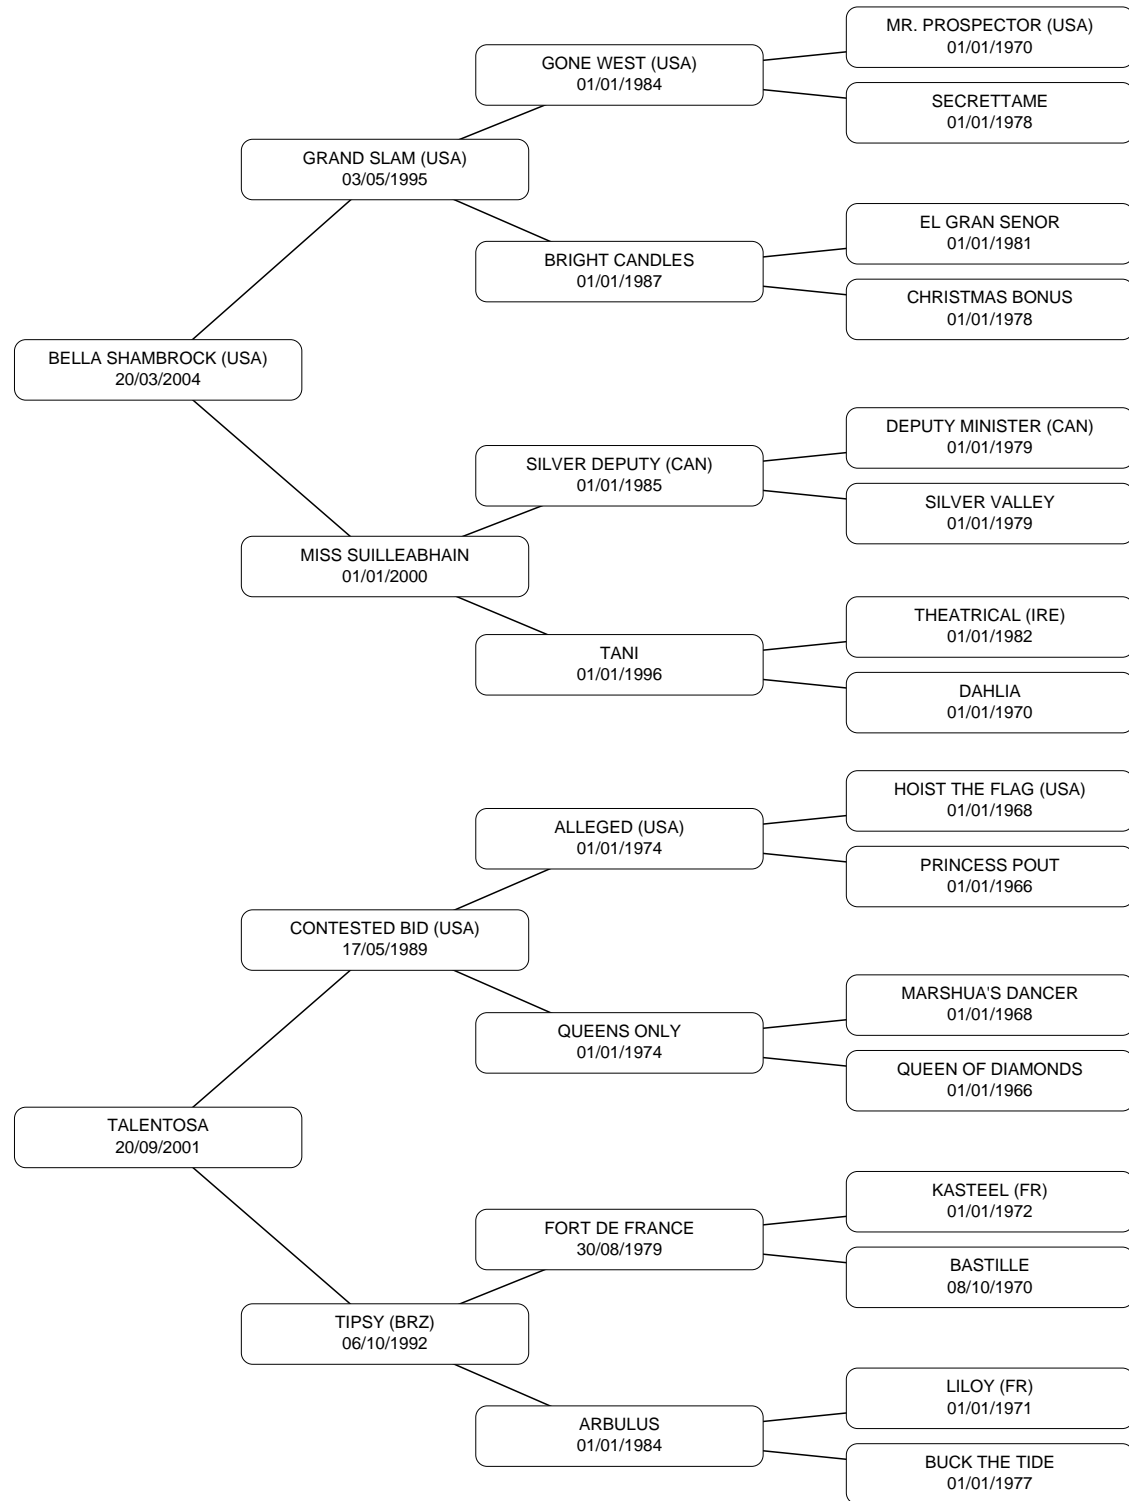 MR. PROSPECTOR (USA)
01/01/1970
GONE WEST (USA)
01/01/1984
SECRETTAME
01/01/1978
GRAND SLAM (USA)
03/05/1995
EL GRAN SENOR
01/01/1981
BRIGHT CANDLES
01/01/1987
CHRISTMAS BONUS
01/01/1978
BELLA SHAMBROCK (USA)
20/03/2004
DEPUTY MINISTER (CAN)
01/01/1979
SILVER DEPUTY (CAN)
01/01/1985
SILVER VALLEY
01/01/1979
MISS SUILLEABHAIN
01/01/2000
THEATRICAL (IRE)
01/01/1982
TANI
01/01/1996
DAHLIA
01/01/1970
HOIST THE FLAG (USA)
01/01/1968
ALLEGED (USA)
01/01/1974
PRINCESS POUT
01/01/1966
CONTESTED BID (USA)
17/05/1989
MARSHUA'S DANCER
01/01/1968
QUEENS ONLY
01/01/1974
QUEEN OF DIAMONDS
01/01/1966
TALENTOSA
20/09/2001
KASTEEL (FR)
01/01/1972
FORT DE FRANCE
30/08/1979
BASTILLE
08/10/1970
TIPSY (BRZ)
06/10/1992
LILOY (FR)
01/01/1971
ARBULUS
01/01/1984
BUCK THE TIDE
01/01/1977